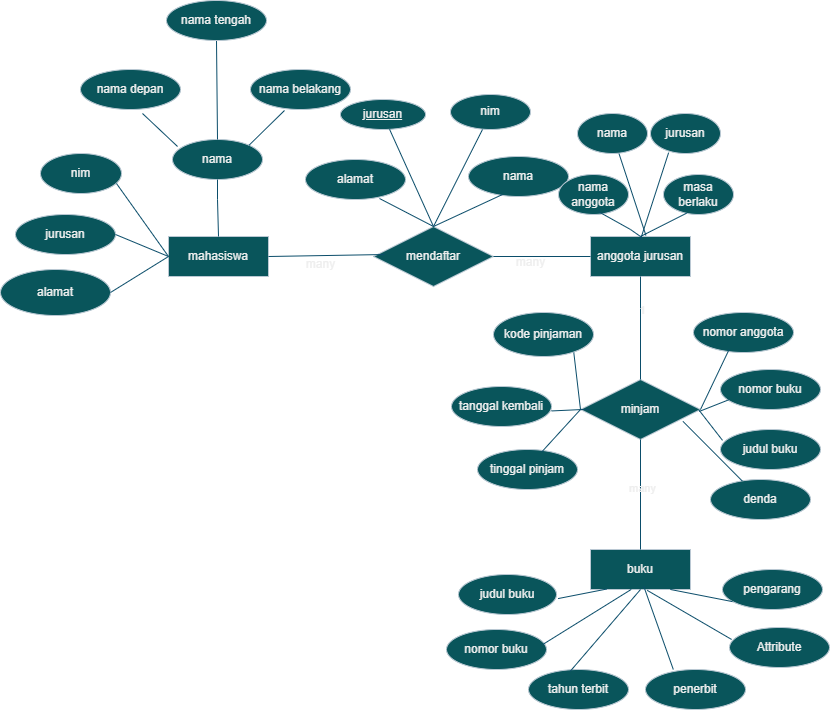 nama tengah
nama depan
nama belakang
nama
nim
jurusan
alamat
mahasiswa
many
jurusan
nim
alamat
nama
mendaftar
many
nama
jurusan
nama
anggota
masa
berlaku
anggota jurusan
kode pinjaman
tanggal kembali
tinggal pinjam
minjam
nomor anggota
nomor buku
judul buku
denda
many
buku
judul buku
nomor buku
tahun terbit
penerbit
Attribute
pengarang